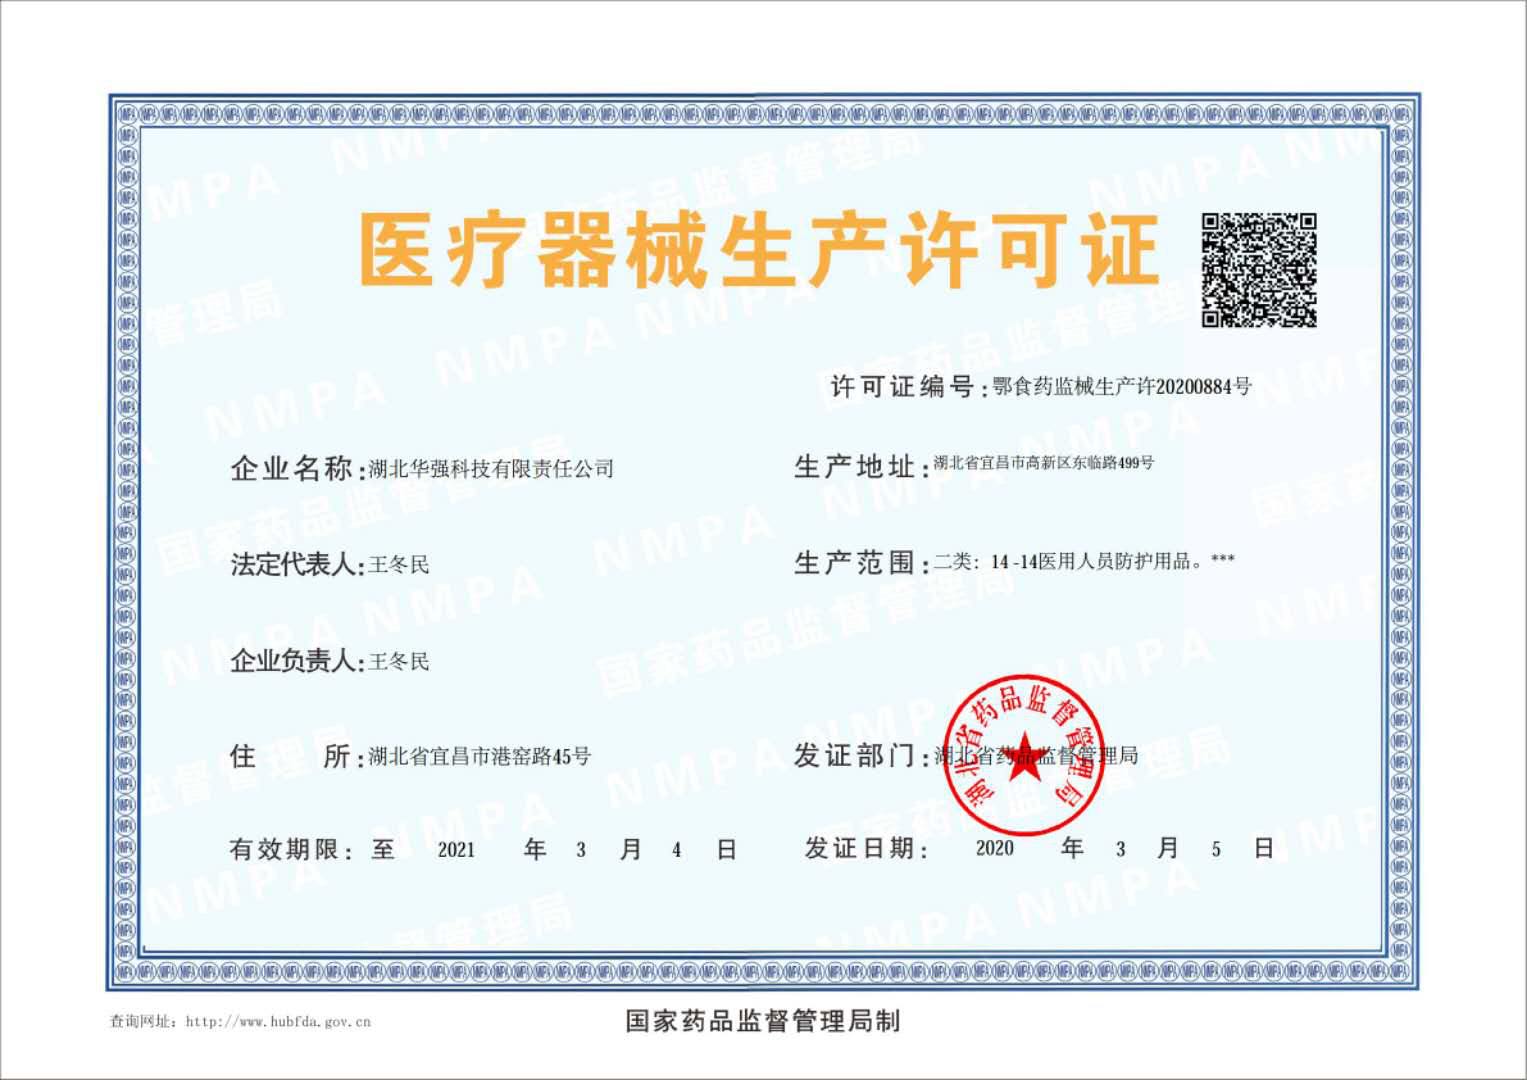 医疗器械生产许可证
许可证编号:鄂食药监械生产许20200884号
企业名称:湖北华强科技有限责任公司
生产地址:湖北省宜昌市高新区东临路499号
法定代表人:王冬民
生产范围:二类：14-14医用人员防护用品。***
企业负责人:王冬民
住 所:湖北省宜昌市港窑路45号
发证部门:湖北省药品监督管理局
湖北省药品监督管理局
有效期限：至 2021 年 3 月 4 日
发证日期： 2020 年 3 月 5 日
查询网址：http://www.hubfda.gov.cn
国家药品监督管理局制